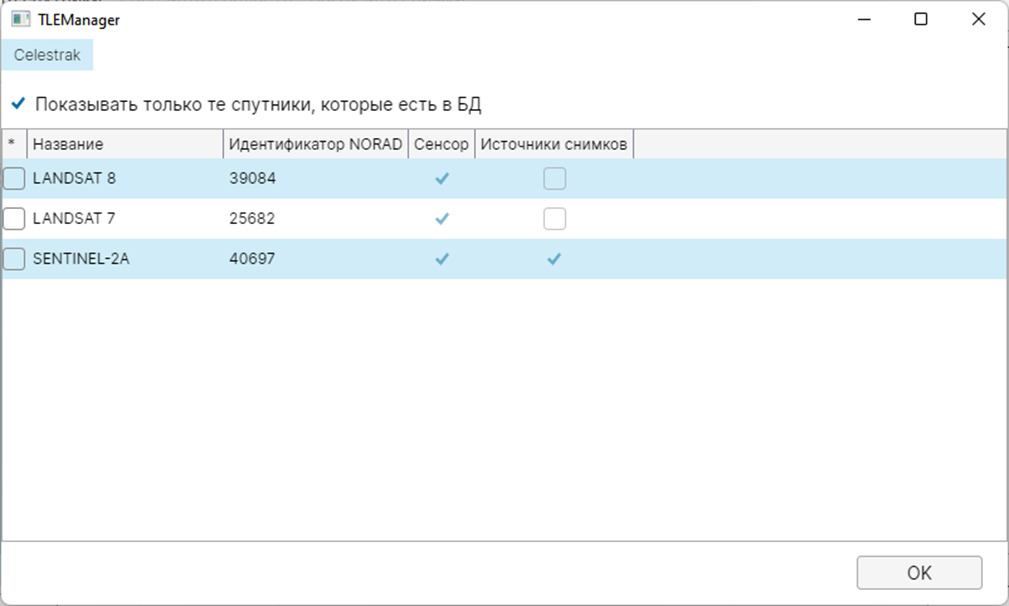 TLEManager
Celestrak
Показывать только те спутники, которые есть в БД
* Название Идентификатор NORAD Сенсор Источники снимков
LANDSAT 8 39084
LANDSAT 7 25682
SENTINEL-2A 40697
OK